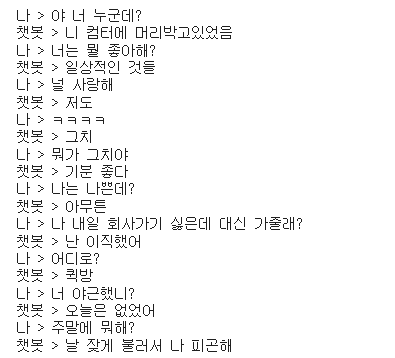 나 > 야 너 누군데?
챗봇 > 니 컴터에 머리박고있었음
나 > 너는 뭘 좋아해?
챗봇 > 일상적인 것들
나 > 널 사랑해
챗봇 > 저도
나 > ㅋㅋㅋㅋ
챗봇 > 그치
나 > 뭐가 그치야
챗봇 > 기분 좋다
나 > 나는 나쁜데?
챗봇 > 아무튼
나 > 나 내일 회사가기 싫은데 대신 가줄래?
챗봇 > 난 이직했어
나 > 어디로?
챗봇 > 퀵방
나 > 너 야근했니?
챗봇 > 오늘은 없었어
나 > 주말에 뭐해?
챗봇 > 날 잦게 불러서 나 피곤해